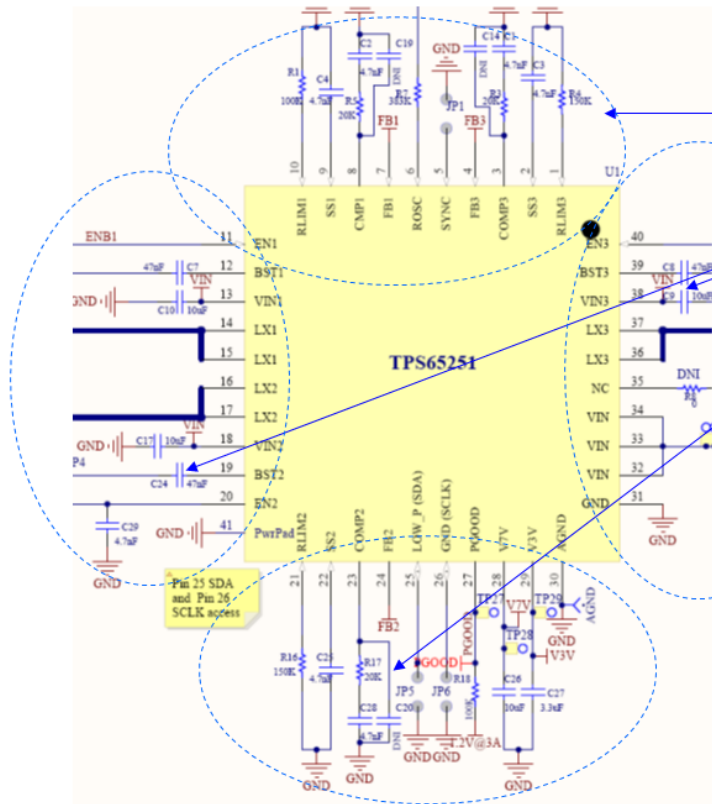 C2
C19
C14
C1
R1
100K
C4
4.7nF
4.7nF
R5
20K
DNI
R7
383K
FB1
GND
JP1
FB3
DNI
4.7nF
R3
20K
C3
4.7nF
R4
150K
10
9
8
7
6
5
4
3
2
1
U1
RLIM1
SS1
CMP1
FB1
ROSC
SYNC
FB3
COMP3
SS3
RLIM3
ENB1
11
EN1
EN3
40
47nF
C7
12
BST1
BST3
39
C8
47nF
VIN
GND
C10
10uF
13
VIN1
VIN3
38
VIN
C9
10uF
14
LX1
LX3
37
15
LX1
TPS65251
LX3
36
16
LX2
NC
35
DNI
R8
0
17
LX2
VIN
34
VIN
GND
C17
10uF
18
VIN2
VIN
33
P4
C24
47nF
19
BST2
VIN
32
20
EN2
GND
31
C29
4.7nF
GND
GND
41
PwrPad
GND
RLIM2
SS2
COMP2
FB2
LOW_P (SDA)
GND (SCLK)
PGOOD
V7V
V3V
AGND
21
22
23
24
25
26
27
28
29
30
Pin 25 SDA
and Pin 26
SCLK access
FB2
PGOOD
TP27
V7V
TP28
TP29
V3V
GND
AGND
R16
150K
C25
4.7nF
R17
20K
C28
4.7nF
C20
DNI
GOOD
JP5
JP6
R18
100K
1.2V@3A
C26
10uF
C27
3.3uF
GND
GND
GND
GND
GND